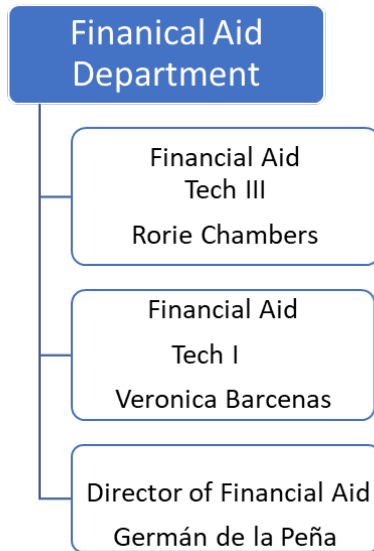 Finanical Aid
Department
Financial Aid
Tech III
Rorie Chambers
Financial Aid
Tech I
Veronica Barcenas
Director of Financial Aid
Germán de la Peña